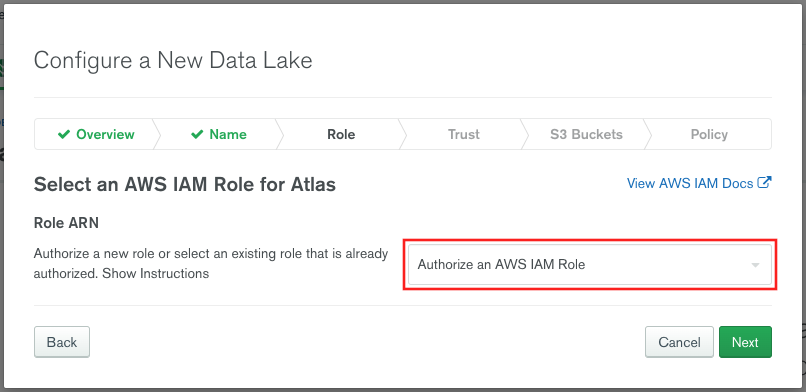 Configure a New Data Lake
Overview
Name
Role
Trust
S3 Buckets
Policy
Select an AWS IAM Role for Atlas
View AWS IAM Docs
Role ARN
Authorize a new role or select an existing role that is already
authorized. Show Instructions
Authorize an AWS IAM Role
Back
Cancel
Next